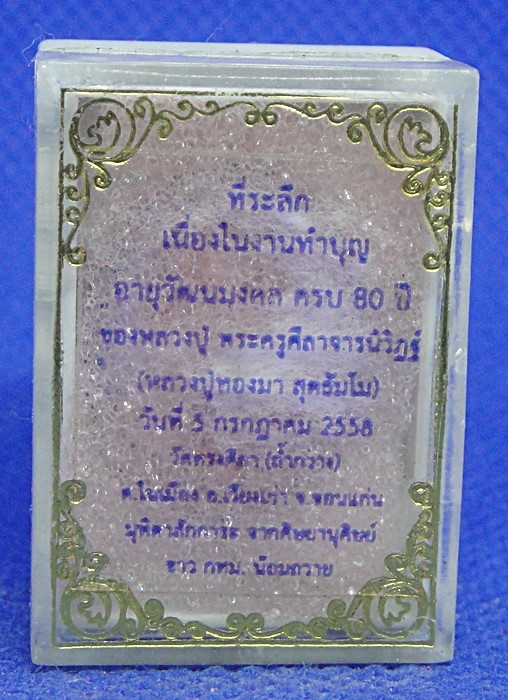 ที่ระลึก
เนื่องในงานทำบุญ
อายุวัฒนมงคล ครบ 80 ปี
ของหลวงปู่ พระครูศีลาจารนิวิฏฐ์
(หลวงปู่ทองมา สุตธัมโม)
วันที่ 5 กรกฎาคม 2558
วัดทรงศิลา (ถ้ำกวาง)
ต.ในเมือง อ.เวียงเก่า จ.ขอนแก่น
มุทิตาสักการะ จากศิษยานุศิษย์
ชาว กทม. น้อมถวาย